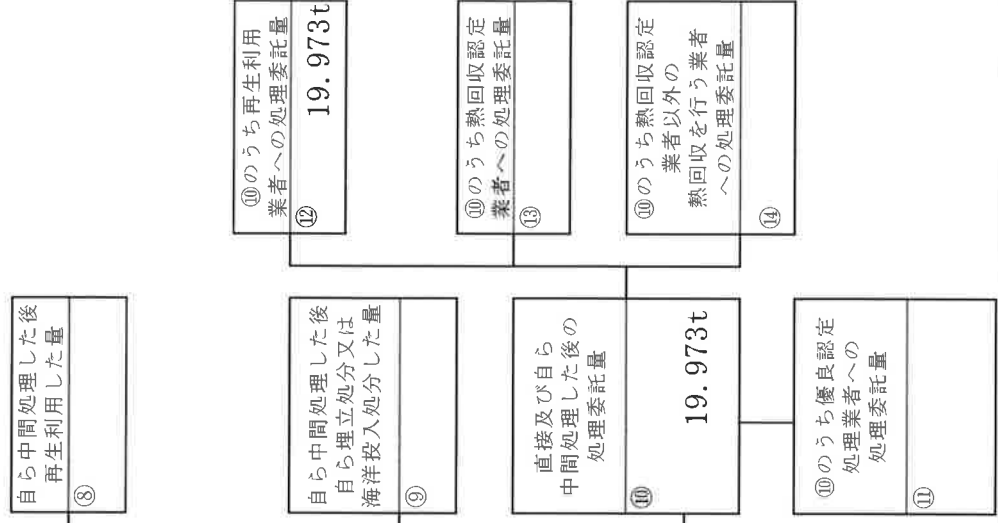 自ら中間処理した後
再生利用した量
⑧
自ら中間処理した後
自ら埋立処分又は
海洋投入処分した量
⑨
直接及び自ら
中間処理した後の
処理委託量
⑩
19.973t
⑩のうち優良認定
処理業者への
処理委託量
⑪
⑩のうち再生利用
業者への処理委託量
⑫
19.973t
⑩のうち熱回収認定
業者への処理委託量
⑬
⑩のうち熱回収認定
業者以外の
熱回収を行う業者
への処理委託量
⑭